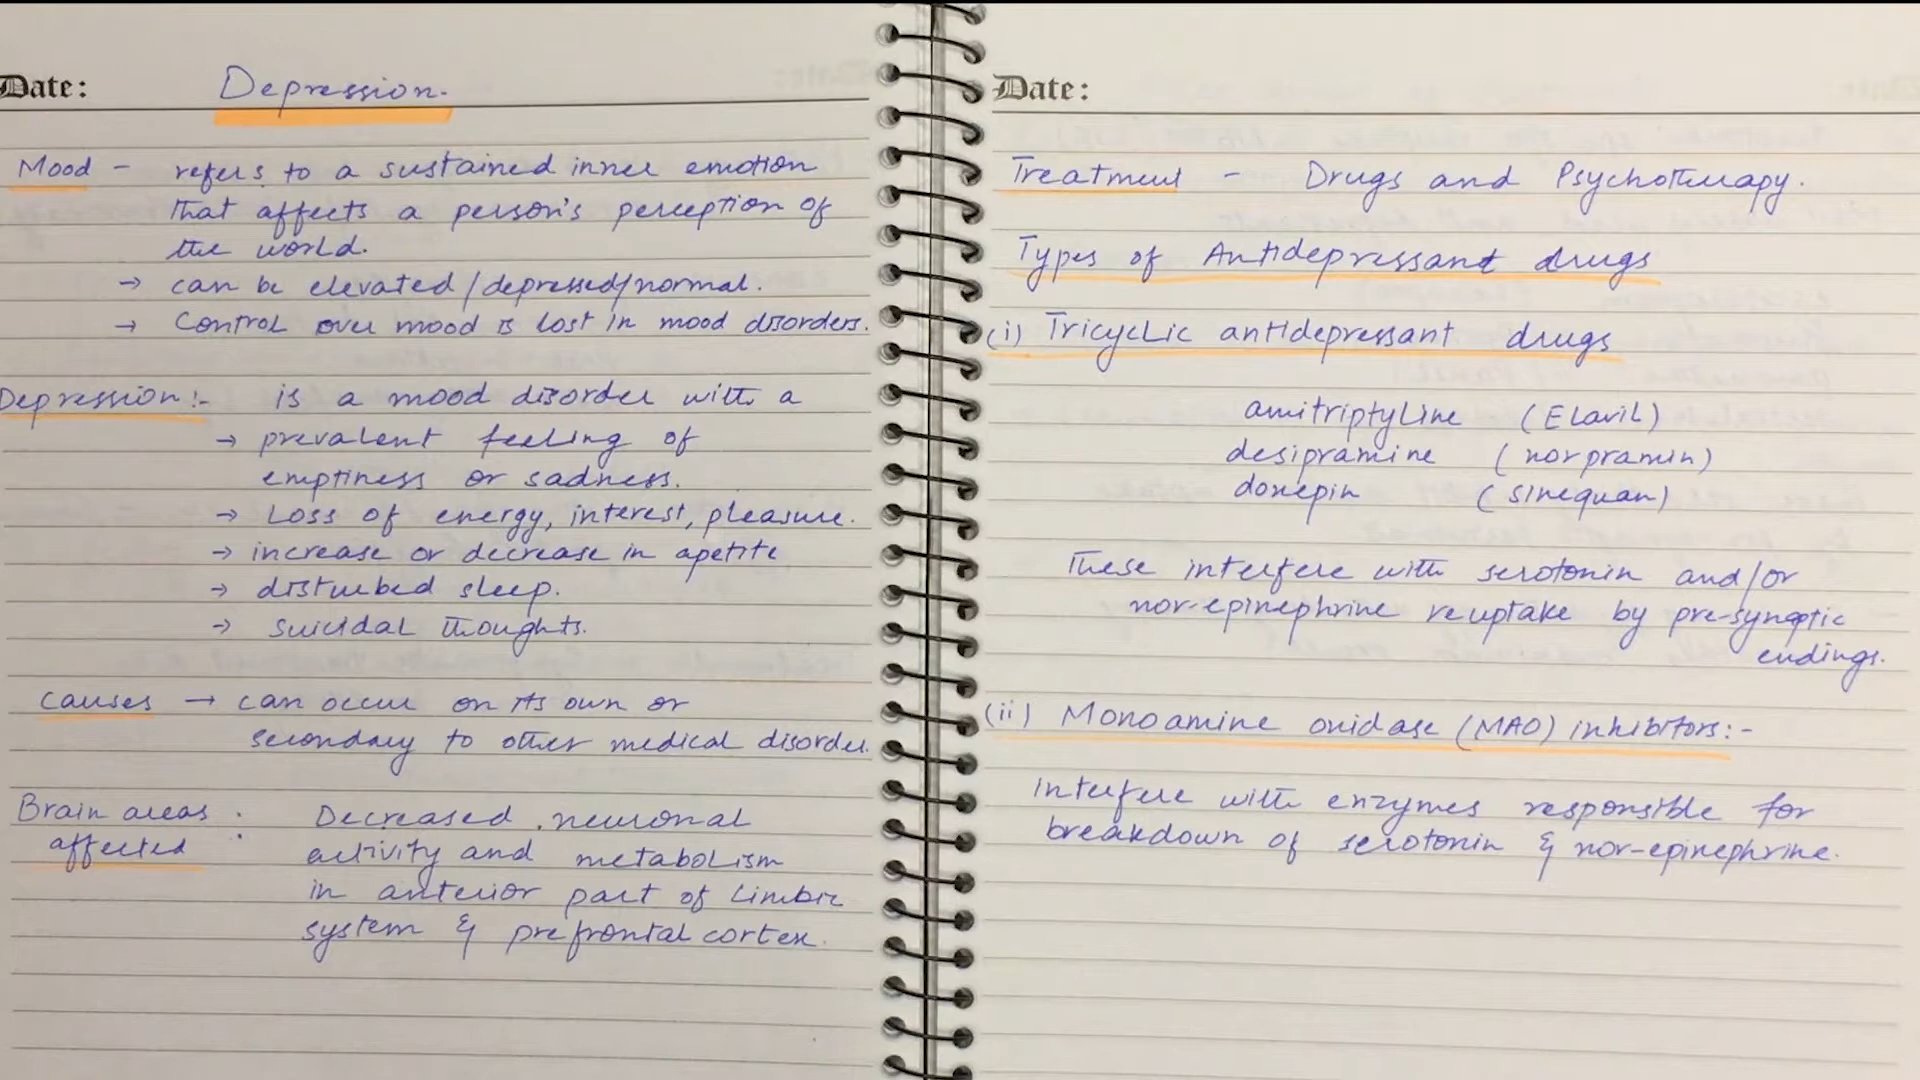 Date: Depression.
Mood - refers to a sustained inner emotion
that affects a person's perception of
the world.
→ can be elevated/depressed/normal.
→ Control over mood is lost in mood disorders.
Depression:- is a mood disorder with a
→ prevalent feeling of
emptiness or sadness.
→ Loss of energy, interest, pleasure.
→ increase or decrease in apetite
→ disturbed sleep.
→ suicidal thoughts.
Causes → can occur on its own or
secondary to other medical disorder.
Brain areas : Decreased neuronal
affected : activity and metabolism
in anterior part of Limbic
system & prefrontal cortex.
Date:
Treatment - Drugs and Psychotherapy.
Types of Antidepressant drugs
(i) Tricyclic antidepressant drugs
amitriptyline (Elavil)
desipramine (norpramin)
doxepin (sinequan)
These interfere with serotonin and/or
nor-epinephrine reuptake by pre-synaptic
endings.
(ii) Monoamine oxidase (MAO) inhibitors:-
Interfere with enzymes responsible for
breakdown of serotonin & nor-epinephrine.